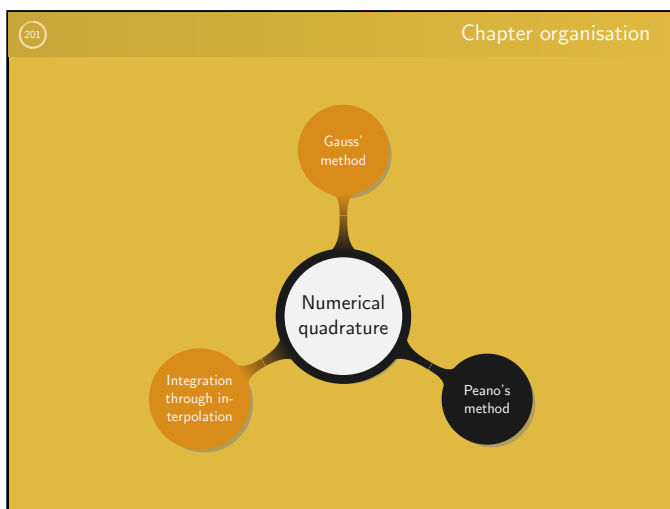 201
Chapter organisation
Gauss'
method
Numerical
quadrature
Integration
through in-
terpolation
Peano's
method